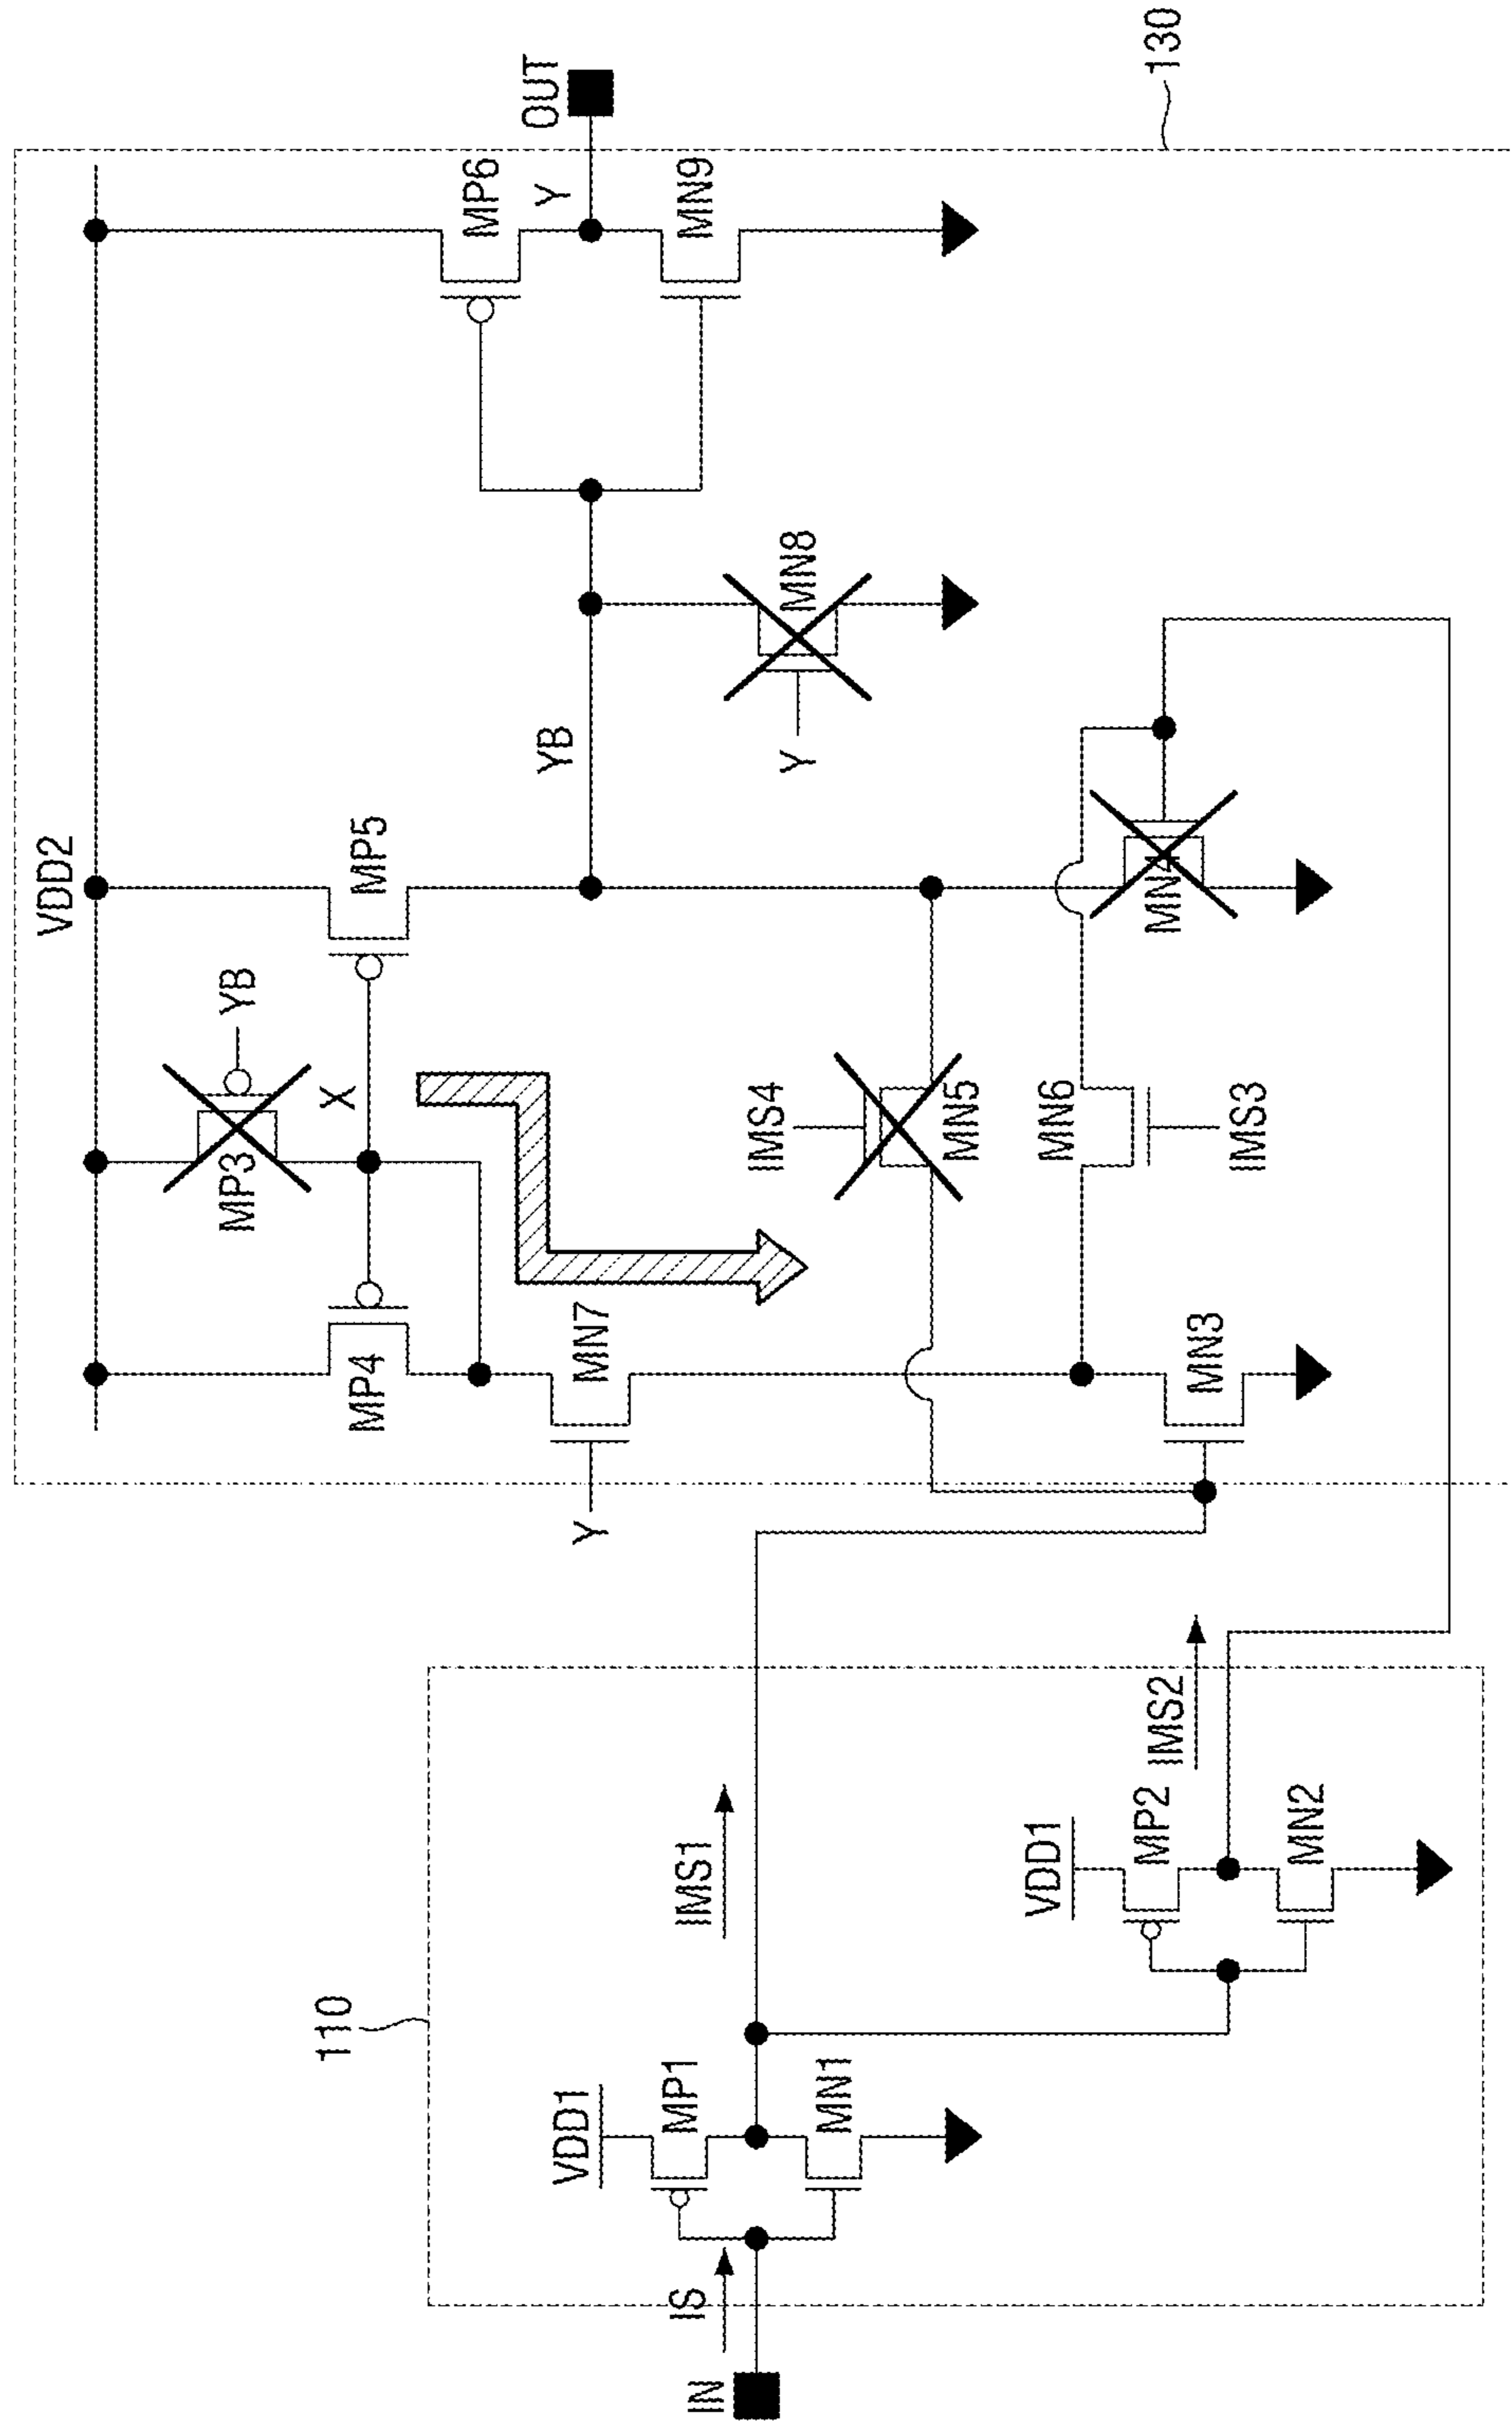 VDD2
MP3
YB
X
MP4
MP5
MP6
Y
OUT
YB
MN7
Y
MN8
Y
MN9
IMS4
MN5
MN6
IMS3
MN4
MN3
130
110
IN
IS
VDD1
MP1
MN1
IMS1
VDD1
MP2
MN2
IMS2